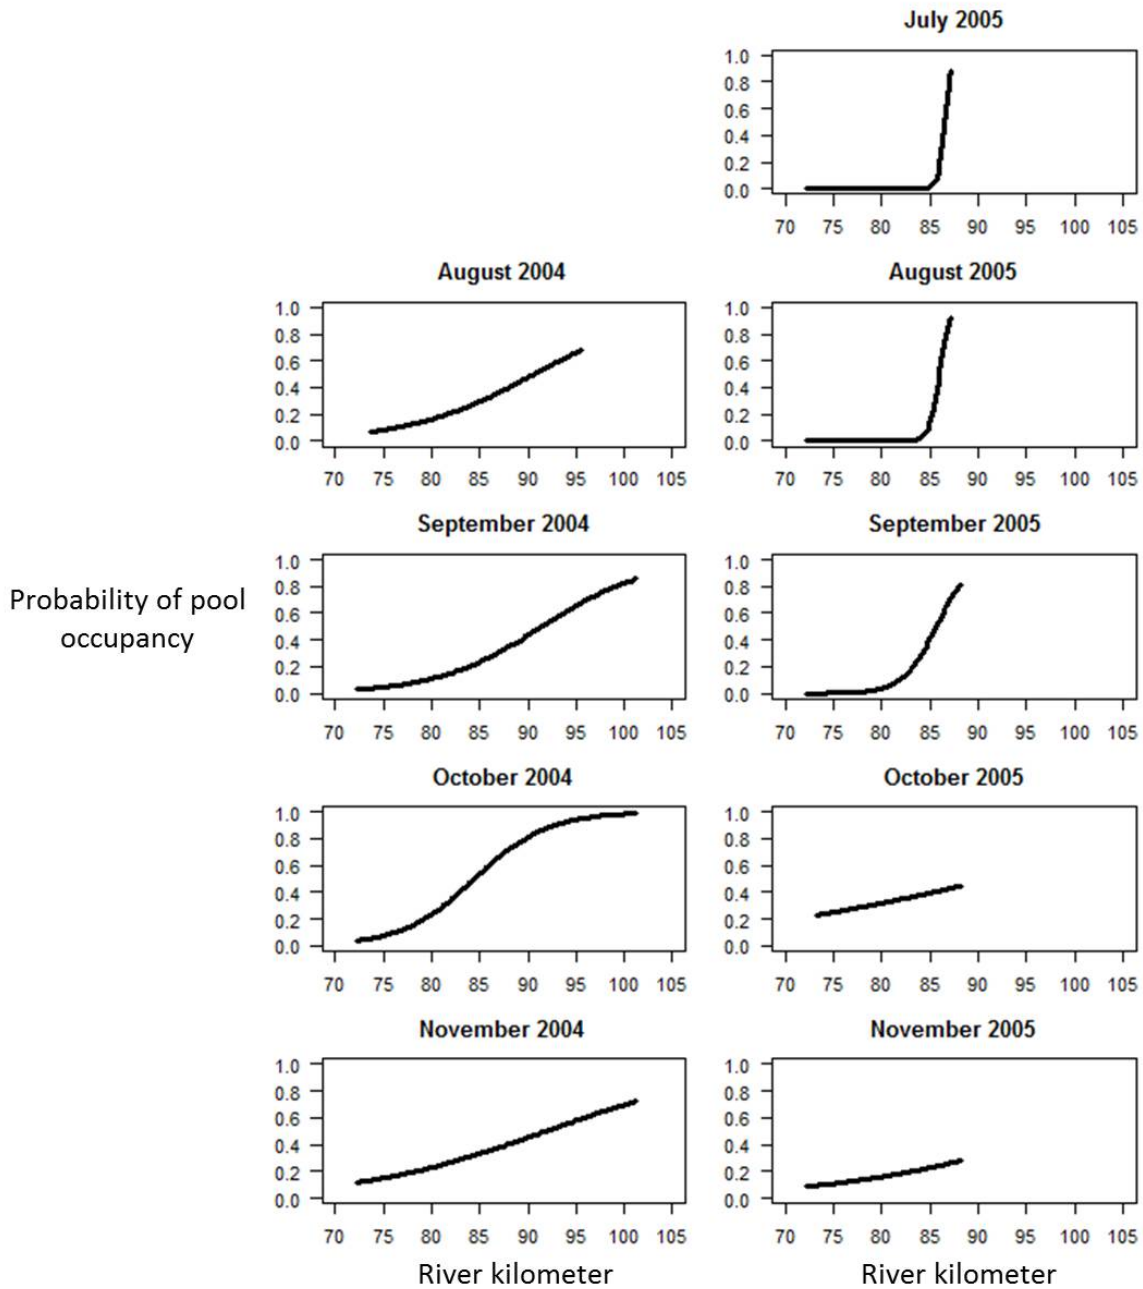 July 2005
1.0
0.8
0.6
0.4
0.2
0.0
70 75 80 85 90 95 100 105
August 2004
1.0
0.8
0.6
0.4
0.2
0.0
70 75 80 85 90 95 100 105
August 2005
1.0
0.8
0.6
0.4
0.2
0.0
70 75 80 85 90 95 100 105
Probability of pool
occupancy
September 2004
1.0
0.8
0.6
0.4
0.2
0.0
70 75 80 85 90 95 100 105
September 2005
1.0
0.8
0.6
0.4
0.2
0.0
70 75 80 85 90 95 100 105
October 2004
1.0
0.8
0.6
0.4
0.2
0.0
70 75 80 85 90 95 100 105
October 2005
1.0
0.8
0.6
0.4
0.2
0.0
70 75 80 85 90 95 100 105
November 2004
1.0
0.8
0.6
0.4
0.2
0.0
70 75 80 85 90 95 100 105
River kilometer
November 2005
1.0
0.8
0.6
0.4
0.2
0.0
70 75 80 85 90 95 100 105
River kilometer